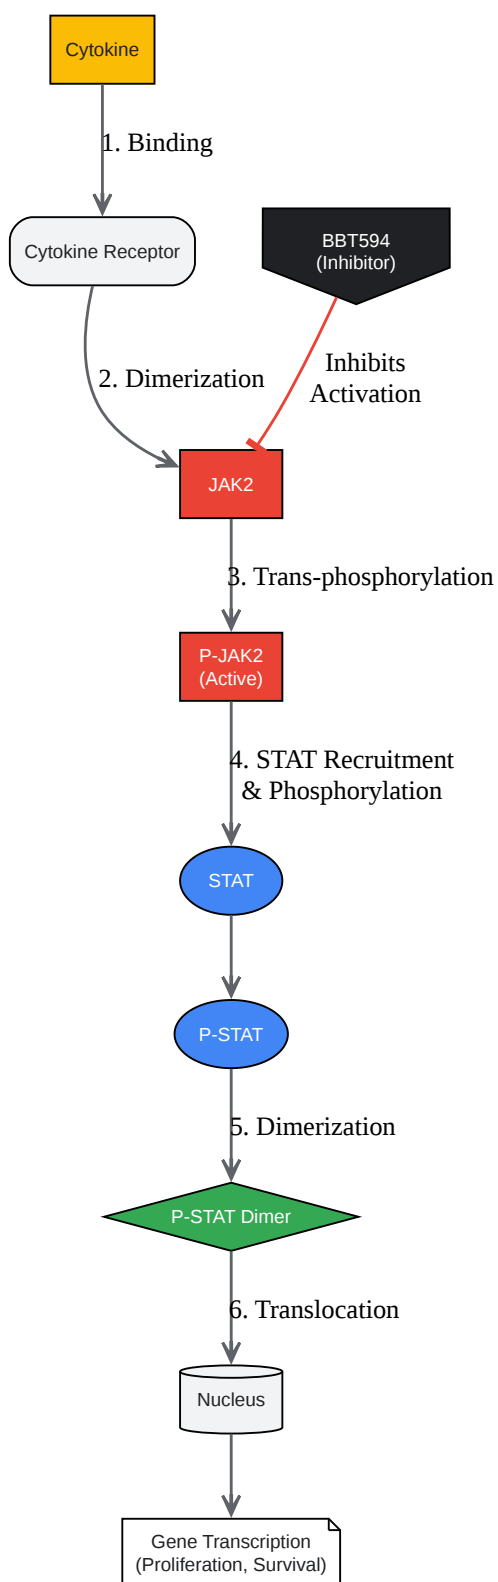 Cytokine
1. Binding
Cytokine Receptor
BBT594
(Inhibitor)
2. Dimerization
Inhibits
Activation
JAK2
3. Trans-phosphorylation
P-JAK2
(Active)
4. STAT Recruitment
& Phosphorylation
STAT
P-STAT
5. Dimerization
P-STAT Dimer
6. Translocation
Nucleus
Gene Transcription
(Proliferation, Survival)